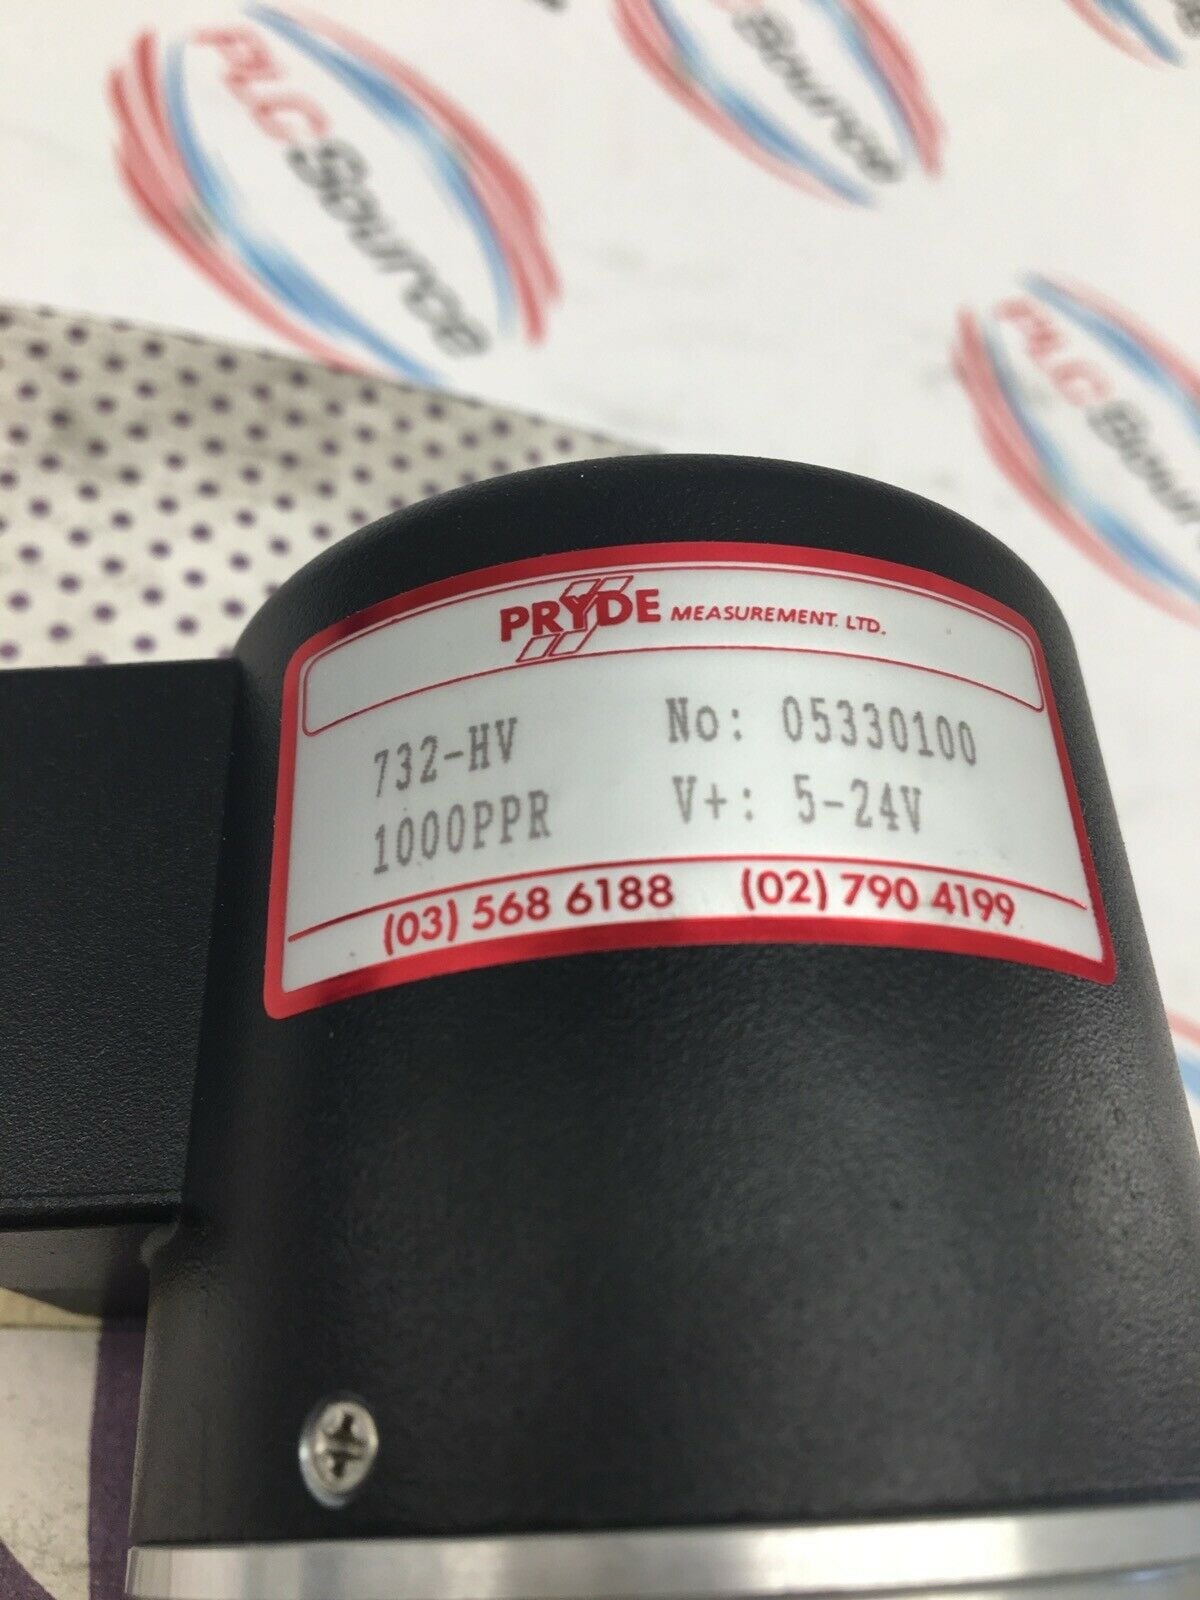 PLCSource
PLCSource
PLCSource
PRYDE MEASUREMENT. LTD.
732-HV No: 05330100
1000PPR V+: 5-24V
(03) 568 6188 (02) 790 4199